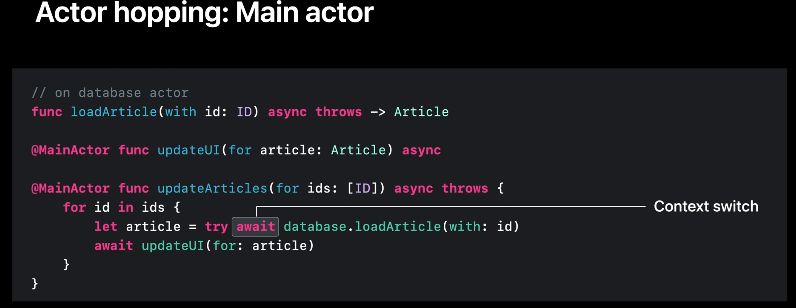 Actor hopping: Main actor
// on database actor
func loadArticle(with id: ID) async throws -> Article
@MainActor func updateUI(for article: Article) async
@MainActor func updateArticles(for ids: [ID]) async throws {
for id in ids {
Context switch
let article = try await database.loadArticle(with: id)
await updateUI(for: article)
}
}